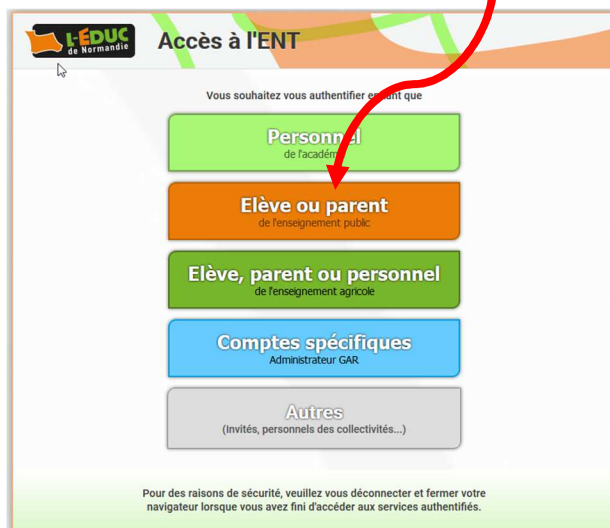 L-ÉDUC
de Normandie
Accès à l'ENT
Vous souhaitez vous authentifier en tant que
Personnel
de l'académie
Elève ou parent
de l'enseignement public
Elève, parent ou personnel
de l'enseignement agricole
Comptes spécifiques
Administrateur GAR
Autres
(Invités, personnels des collectivités...)
Pour des raisons de sécurité, veuillez vous déconnecter et fermer votre
navigateur lorsque vous avez fini d'accéder aux services authentifiés.